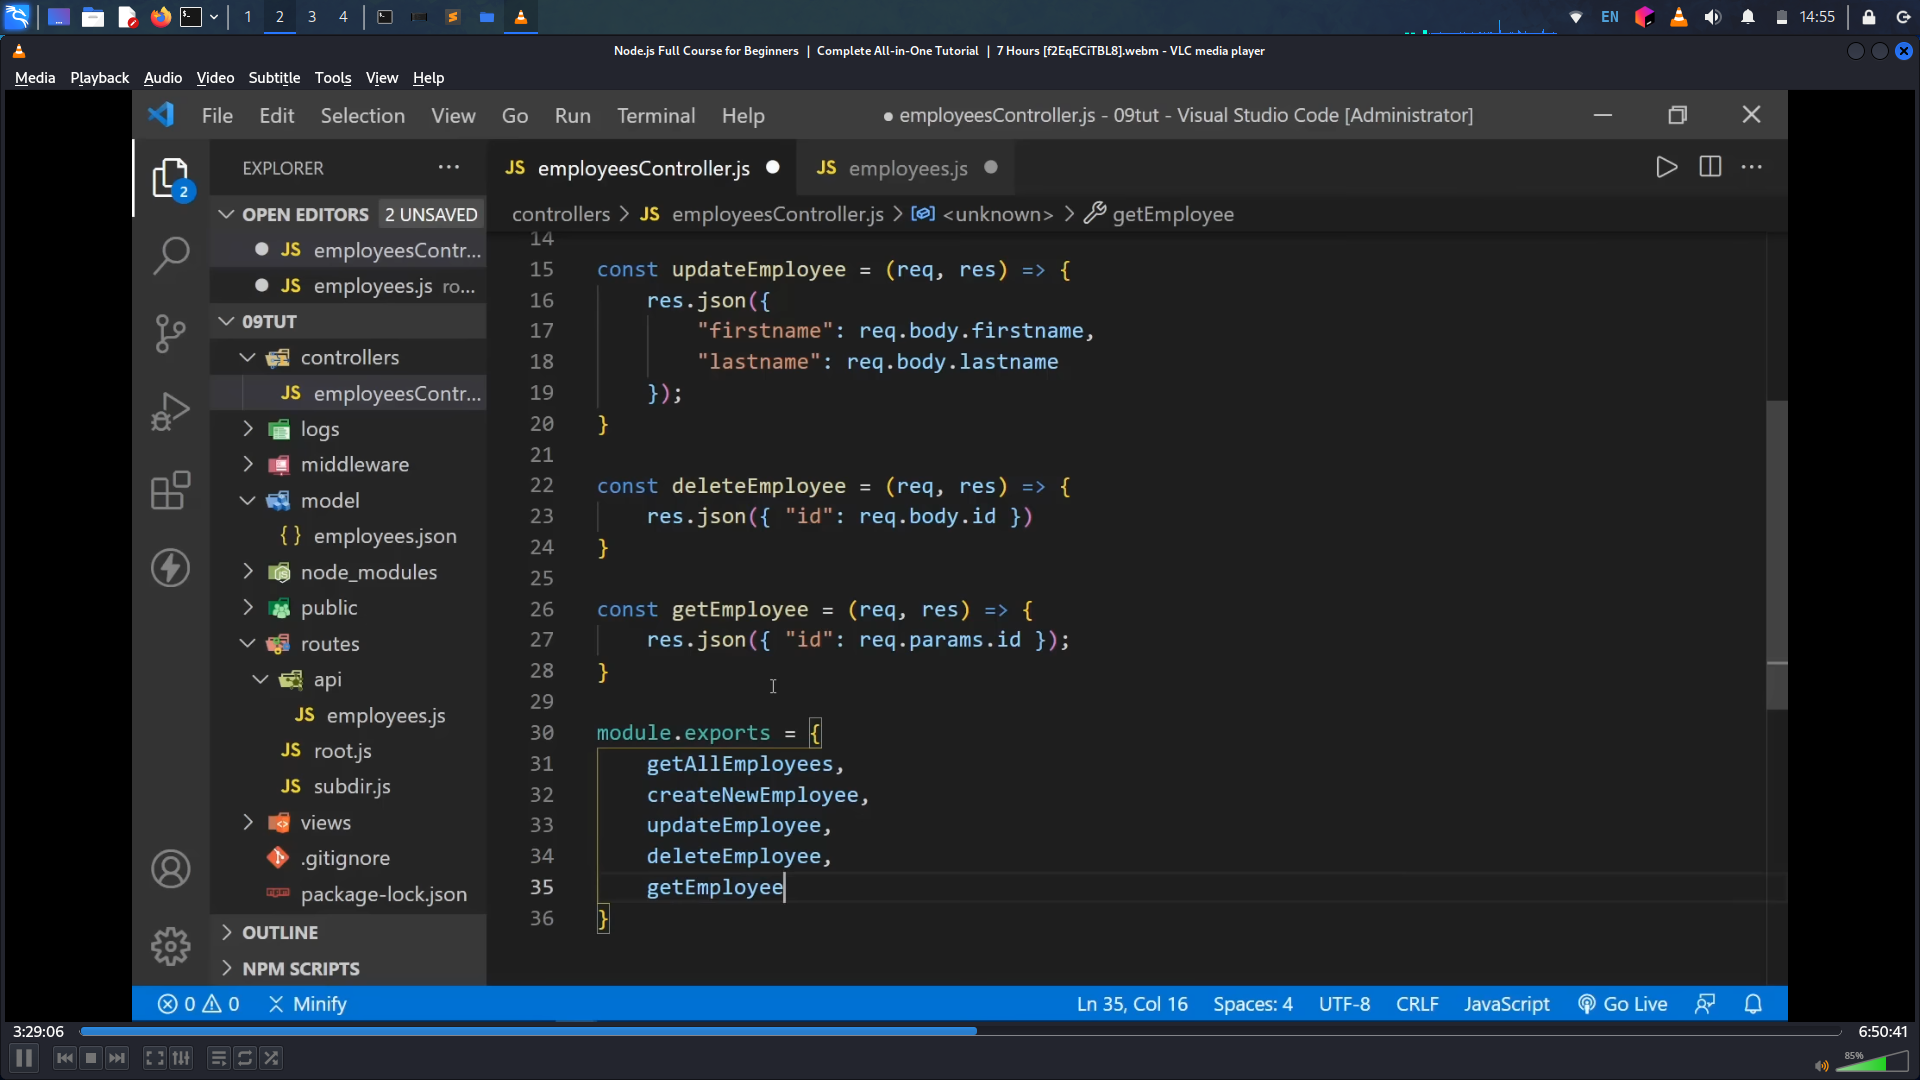 1 2 3 4 EN 14:55
Node.js Full Course for Beginners | Complete All-in-One Tutorial | 7 Hours [f2EqECiTBL8].webm - VLC media player
Media Playback Audio Video Subtitle Tools View Help
File Edit Selection View Go Run Terminal Help ● employeesController.js - 09tut - Visual Studio Code [Administrator]
EXPLORER
JS employeesController.js
JS employees.js
2
OPEN EDITORS 2 UNSAVED
JS employeesContr...
JS employees.js ro...
09TUT
controllers
JS employeesContr...
logs
middleware
model
{} employees.json
node_modules
public
routes
api
JS employees.js
JS root.js
JS subdir.js
views
.gitignore
package-lock.json
OUTLINE
NPM SCRIPTS
controllers > JS employeesController.js > <unknown> > getEmployee
14
15 const updateEmployee = (req, res) => {
16 res.json({
17 "firstname": req.body.firstname,
18 "lastname": req.body.lastname
19 });
20 }
21
22 const deleteEmployee = (req, res) => {
23 res.json({ "id": req.body.id })
24 }
25
26 const getEmployee = (req, res) => {
27 res.json({ "id": req.params.id });
28 }
29
30 module.exports = {
31 getAllEmployees,
32 createNewEmployee,
33 updateEmployee,
34 deleteEmployee,
35 getEmployee
36 }
0 0 Minify Ln 35, Col 16 Spaces: 4 UTF-8 CRLF JavaScript Go Live
3:29:06 6:50:41
85%